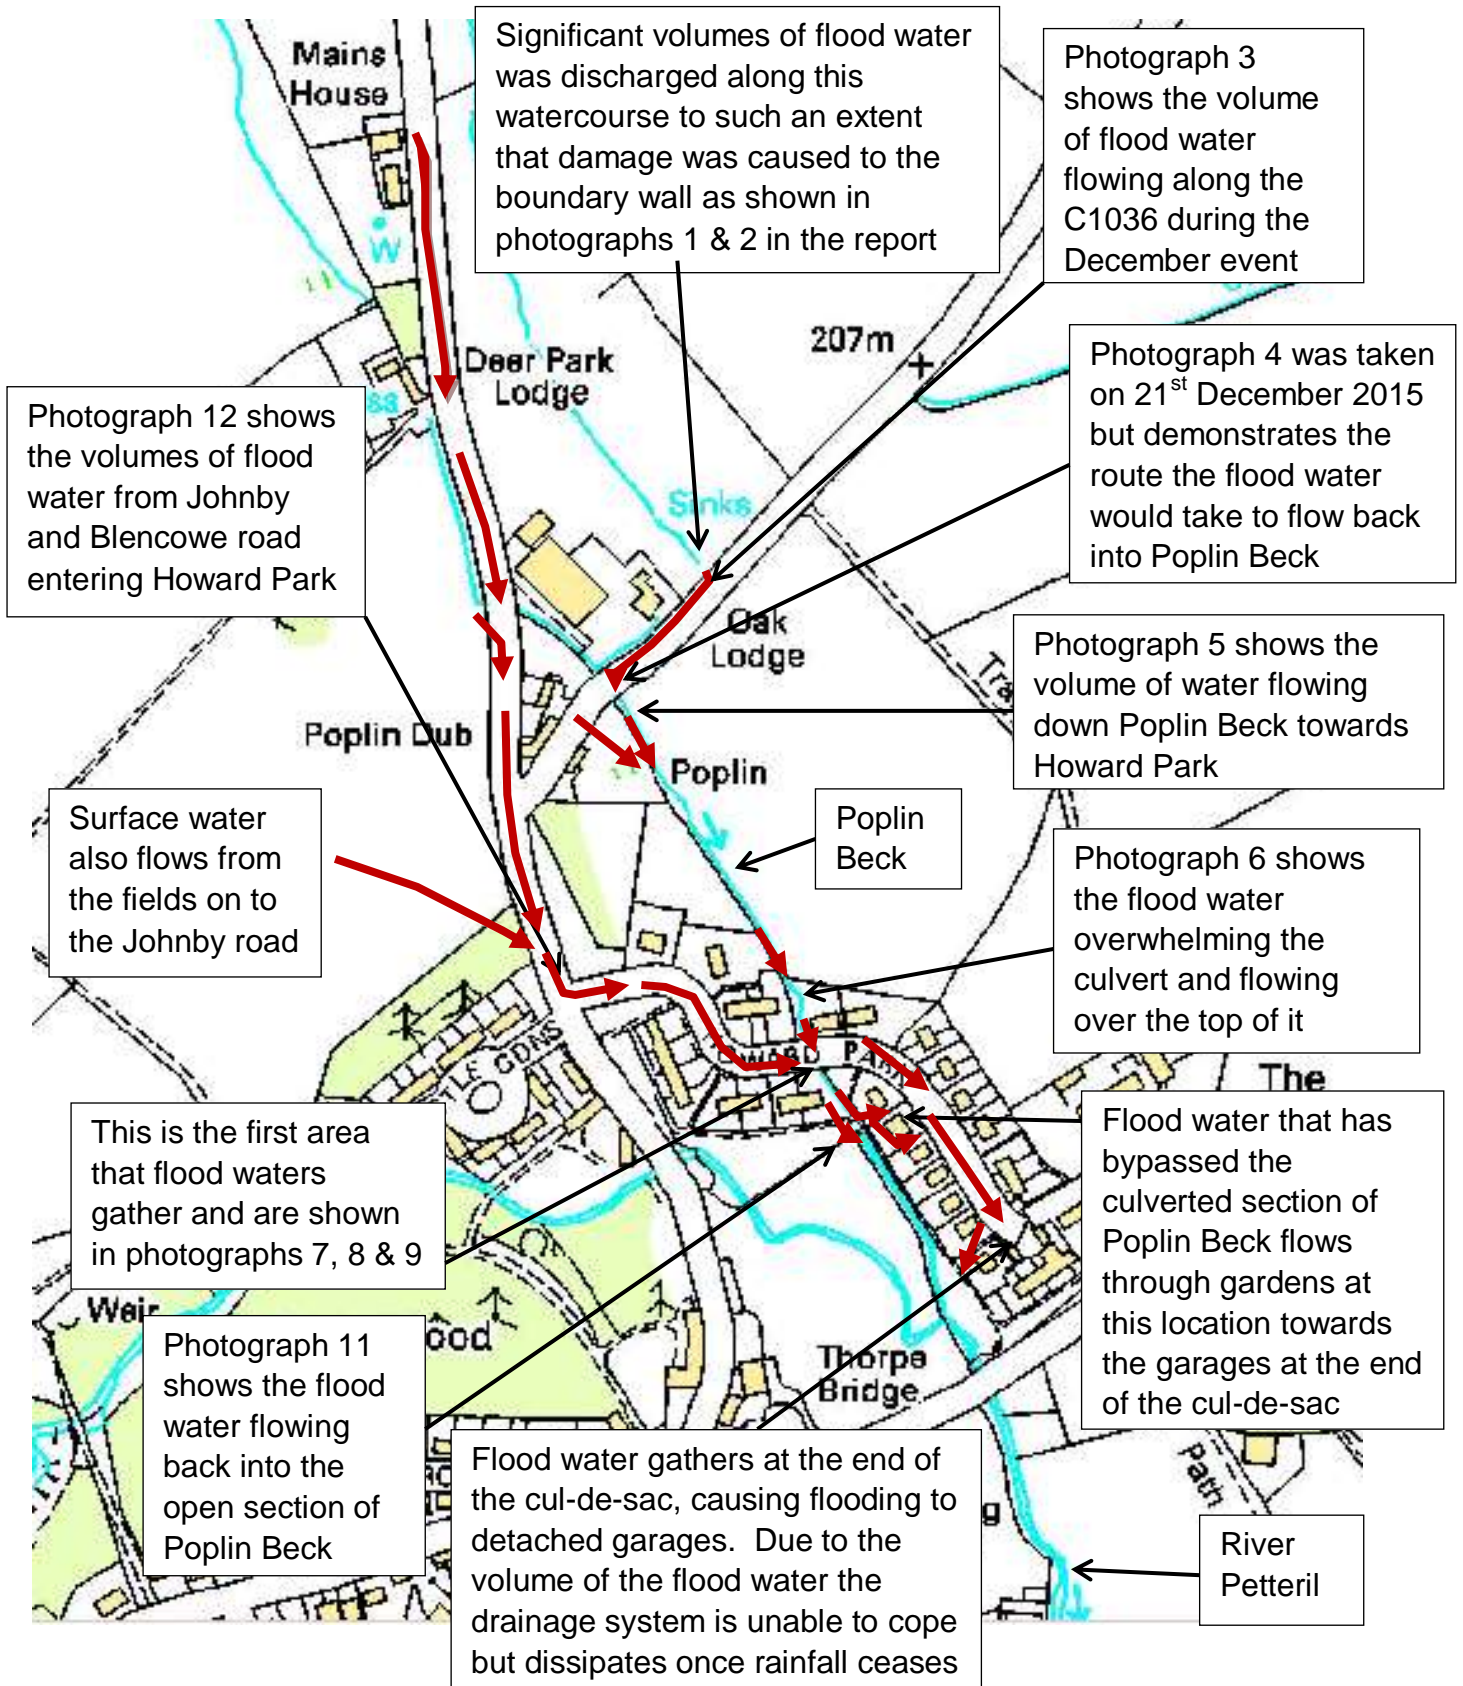 Significant volumes of flood water
was discharged along this
watercourse to such an extent
that damage was caused to the
boundary wall as shown in
photographs 1 & 2 in the report
Photograph 3
shows the volume
of flood water
flowing along the
C1036 during the
December event
Mains
House
W
207m
Deer Park
Lodge
Photograph 4 was taken
on 21st December 2015
but demonstrates the
route the flood water
would take to flow back
into Poplin Beck
Photograph 12 shows
the volumes of flood
water from Johnby
and Blencowe road
entering Howard Park
Sinks
Oak
Lodge
Photograph 5 shows the
volume of water flowing
down Poplin Beck towards
Howard Park
Poplin Dub
Poplin
Surface water
also flows from
the fields on to
the Johnby road
Poplin
Beck
Photograph 6 shows
the flood water
overwhelming the
culvert and flowing
over the top of it
GDNS
The
This is the first area
that flood waters
gather and are shown
in photographs 7, 8 & 9
Flood water that has
bypassed the
culverted section of
Poplin Beck flows
through gardens at
this location towards
the garages at the end
of the cul-de-sac
Weir
ood
Thorpe
Bridge
Photograph 11
shows the flood
water flowing
back into the
open section of
Poplin Beck
Flood water gathers at the end of
the cul-de-sac, causing flooding to
detached garages.  Due to the
volume of the flood water the
drainage system is unable to cope
but dissipates once rainfall ceases
Path
g
River
Petteril